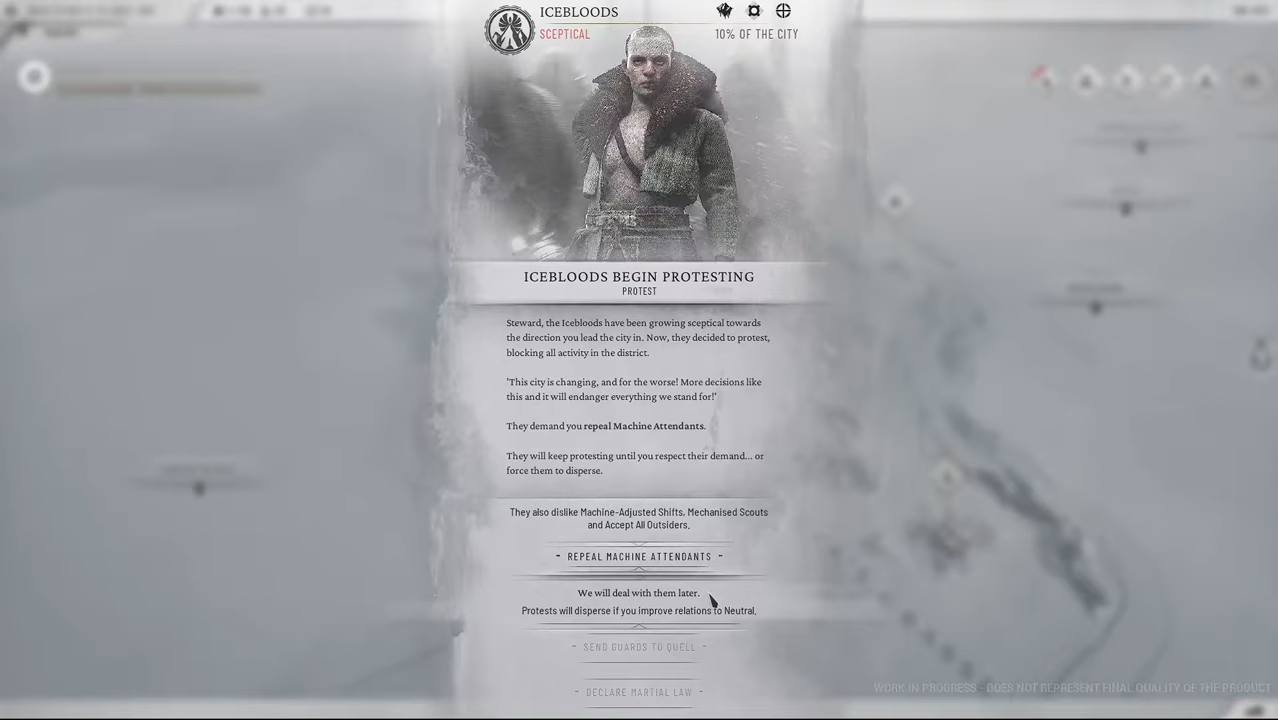 ICEBLOODS
SCEPTICAL
10% OF THE CITY
ICEBLOODS BEGIN PROTESTING
PROTEST
Steward, the Icebloods have been growing sceptical towards
the direction you lead the city in. Now, they decided to protest,
blocking all activity in the district.
'This city is changing, and for the worse! More decisions like
this and it will endanger everything we stand for!'
They demand you repeal Machine Attendants.
They will keep protesting until you respect their demand... or
force them to disperse.
They also dislike Machine-Adjusted Shifts, Mechanised Scouts
and Accept All Outsiders.
- REPEAL MACHINE ATTENDANTS -
We will deal with them later.
Protests will disperse if you improve relations to Neutral.
- SEND GUARDS TO QUELL -
- DECLARE MARTIAL LAW -
WORK IN PROGRESS - DOES NOT REPRESENT FINAL QUALITY OF THE PRODUCT